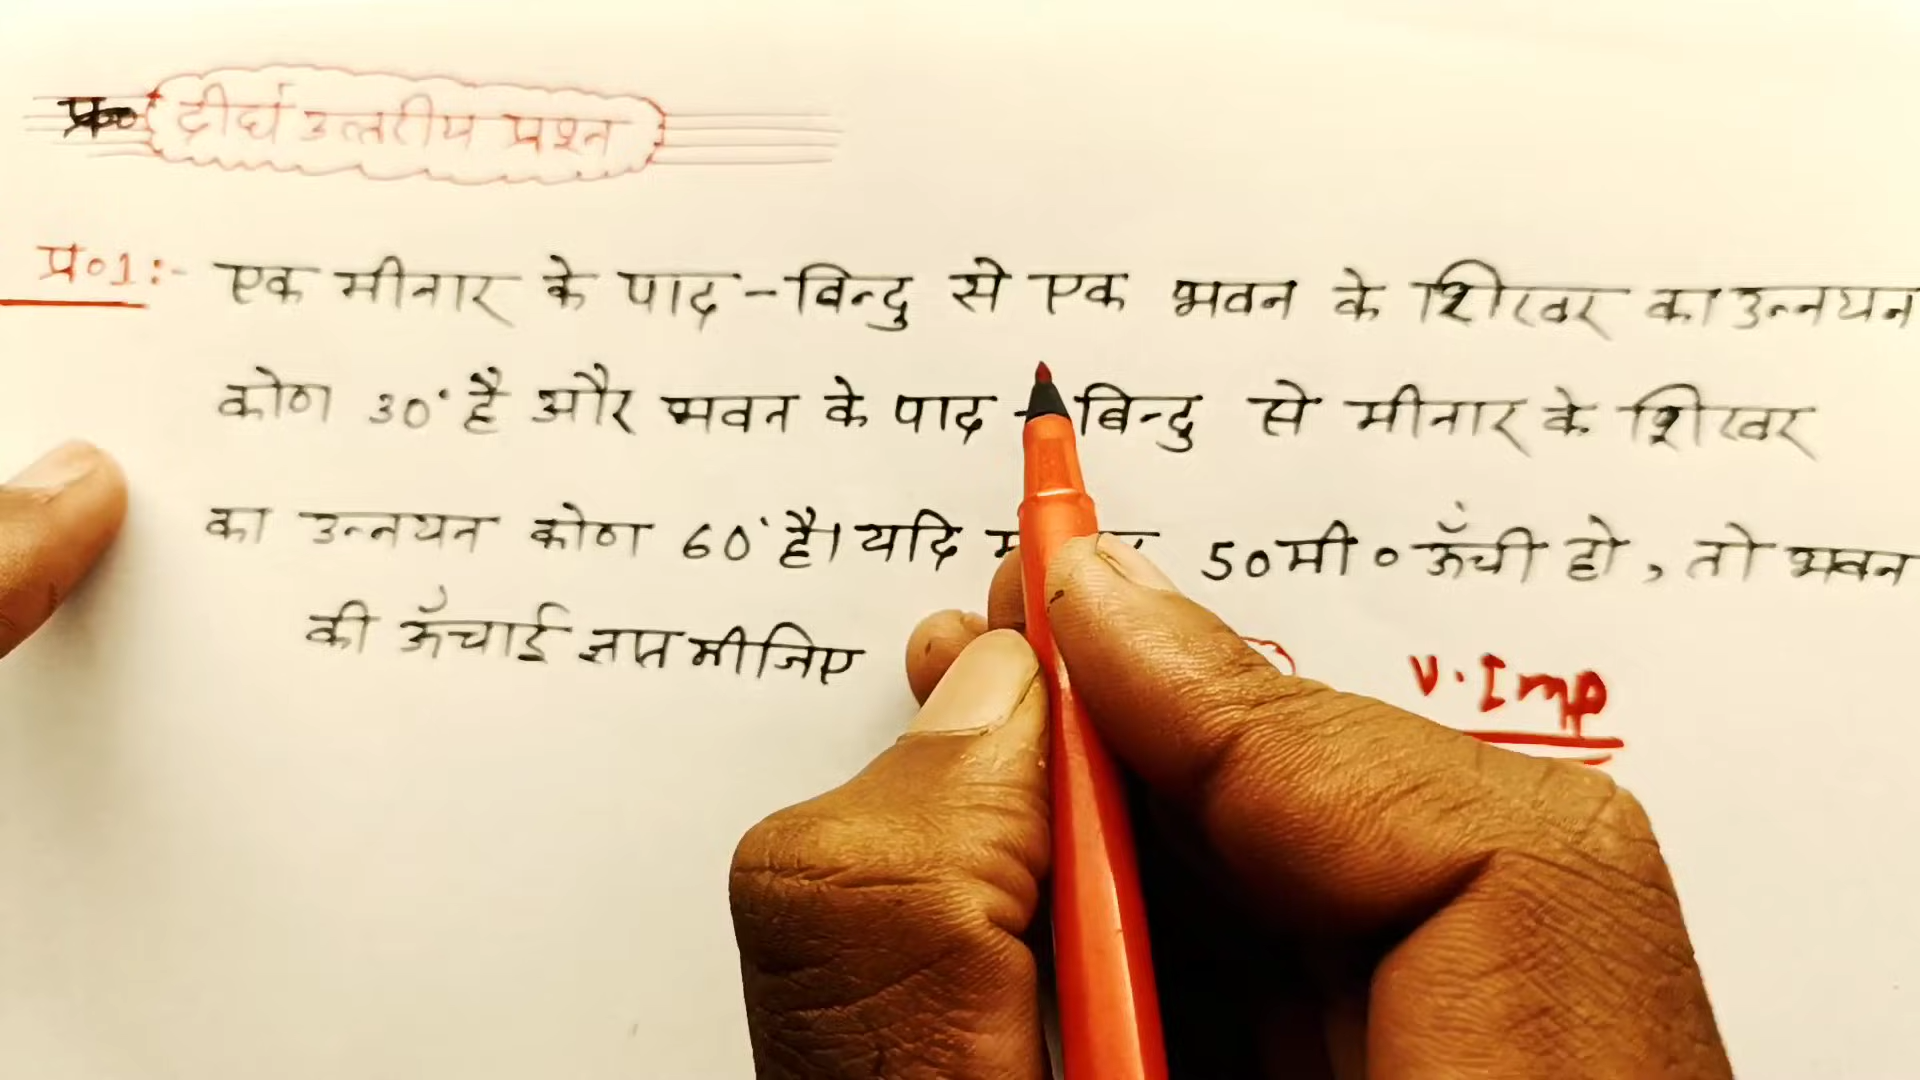 प्र०
दीर्घ उत्तरीय प्रश्न
प्र०1:- एक मीनार के पाद-बिन्दु से एक भवन के शिखर का उन्नयन
कोण 30° है और भवन के पाद - बिन्दु से मीनार के शिखर
का उन्नयन कोण 60° है। यदि 50मी० ऊँची हो, तो भवन
की ऊँचाई ज्ञात कीजिए
V. Imp